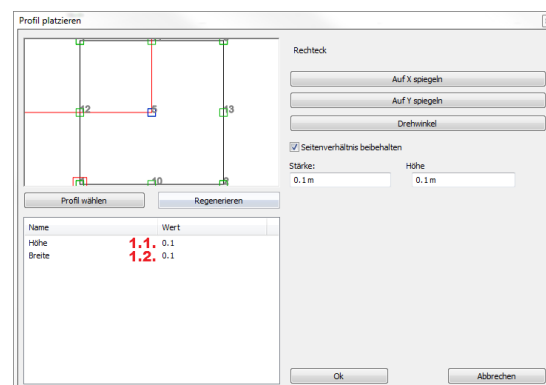 Profil platzieren
Rechteck
12
5
13
10
Auf X spiegeln
Auf Y spiegeln
Drehwinkel
Seitenverhältnis beibehalten
Stärke: Höhe
0.1 m 0.1 m
Profil wählen Regenerieren
Name Wert
Höhe 1.1. 0.1
Breite 1.2. 0.1
Ok Abbrechen